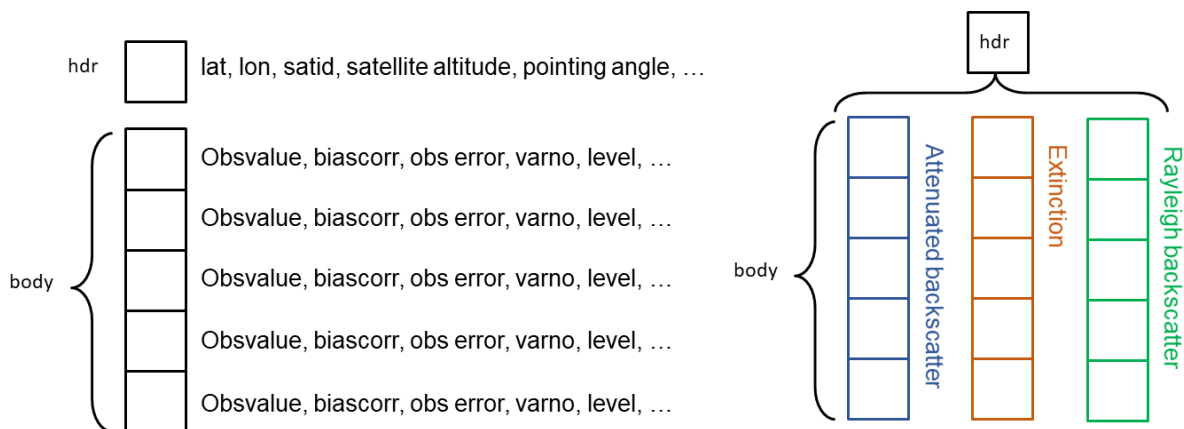 hdr
lat, lon, satid, satellite altitude, pointing angle, …
body
Obsvalue, biascorr, obs error, varno, level, …
Obsvalue, biascorr, obs error, varno, level, …
Obsvalue, biascorr, obs error, varno, level, …
Obsvalue, biascorr, obs error, varno, level, …
Obsvalue, biascorr, obs error, varno, level, …
hdr
body
Attenuated backscatter
Extinction
Rayleigh backscatter